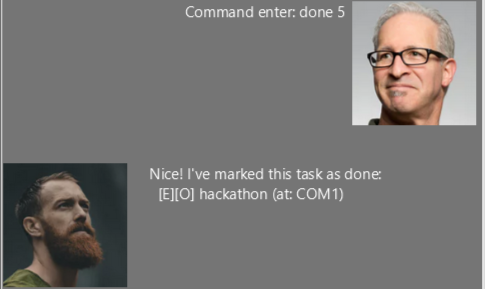 Command enter: done 5
Nice! I've marked this task as done:
[E][O] hackathon (at: COM1)